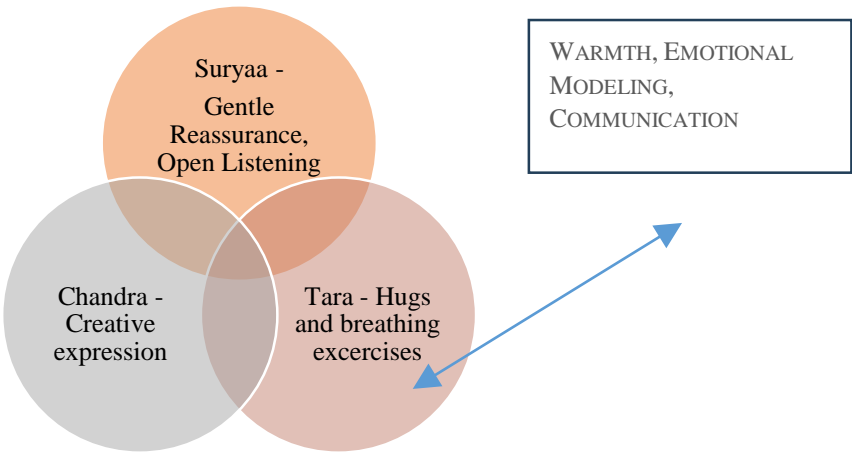 Suryaa -
Gentle
Reassurance,
Open Listening
Chandra -
Creative
expression
Tara - Hugs
and breathing
excercises
WARMTH, EMOTIONAL
MODELING,
COMMUNICATION